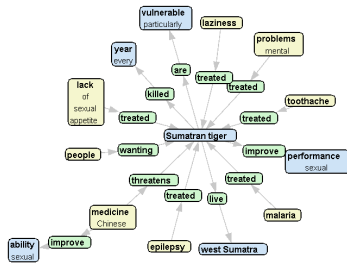 vulnerable
particularly
laziness
problems
mental
year
every
are
treated
treated
killed
lack
of
sexual
appetite
toothache
treated
treated
Sumatran tiger
people
wanting
improve
performance
sexual
threatens
treated
treated
live
medicine
Chinese
malaria
ability
sexual
improve
epilepsy
west Sumatra